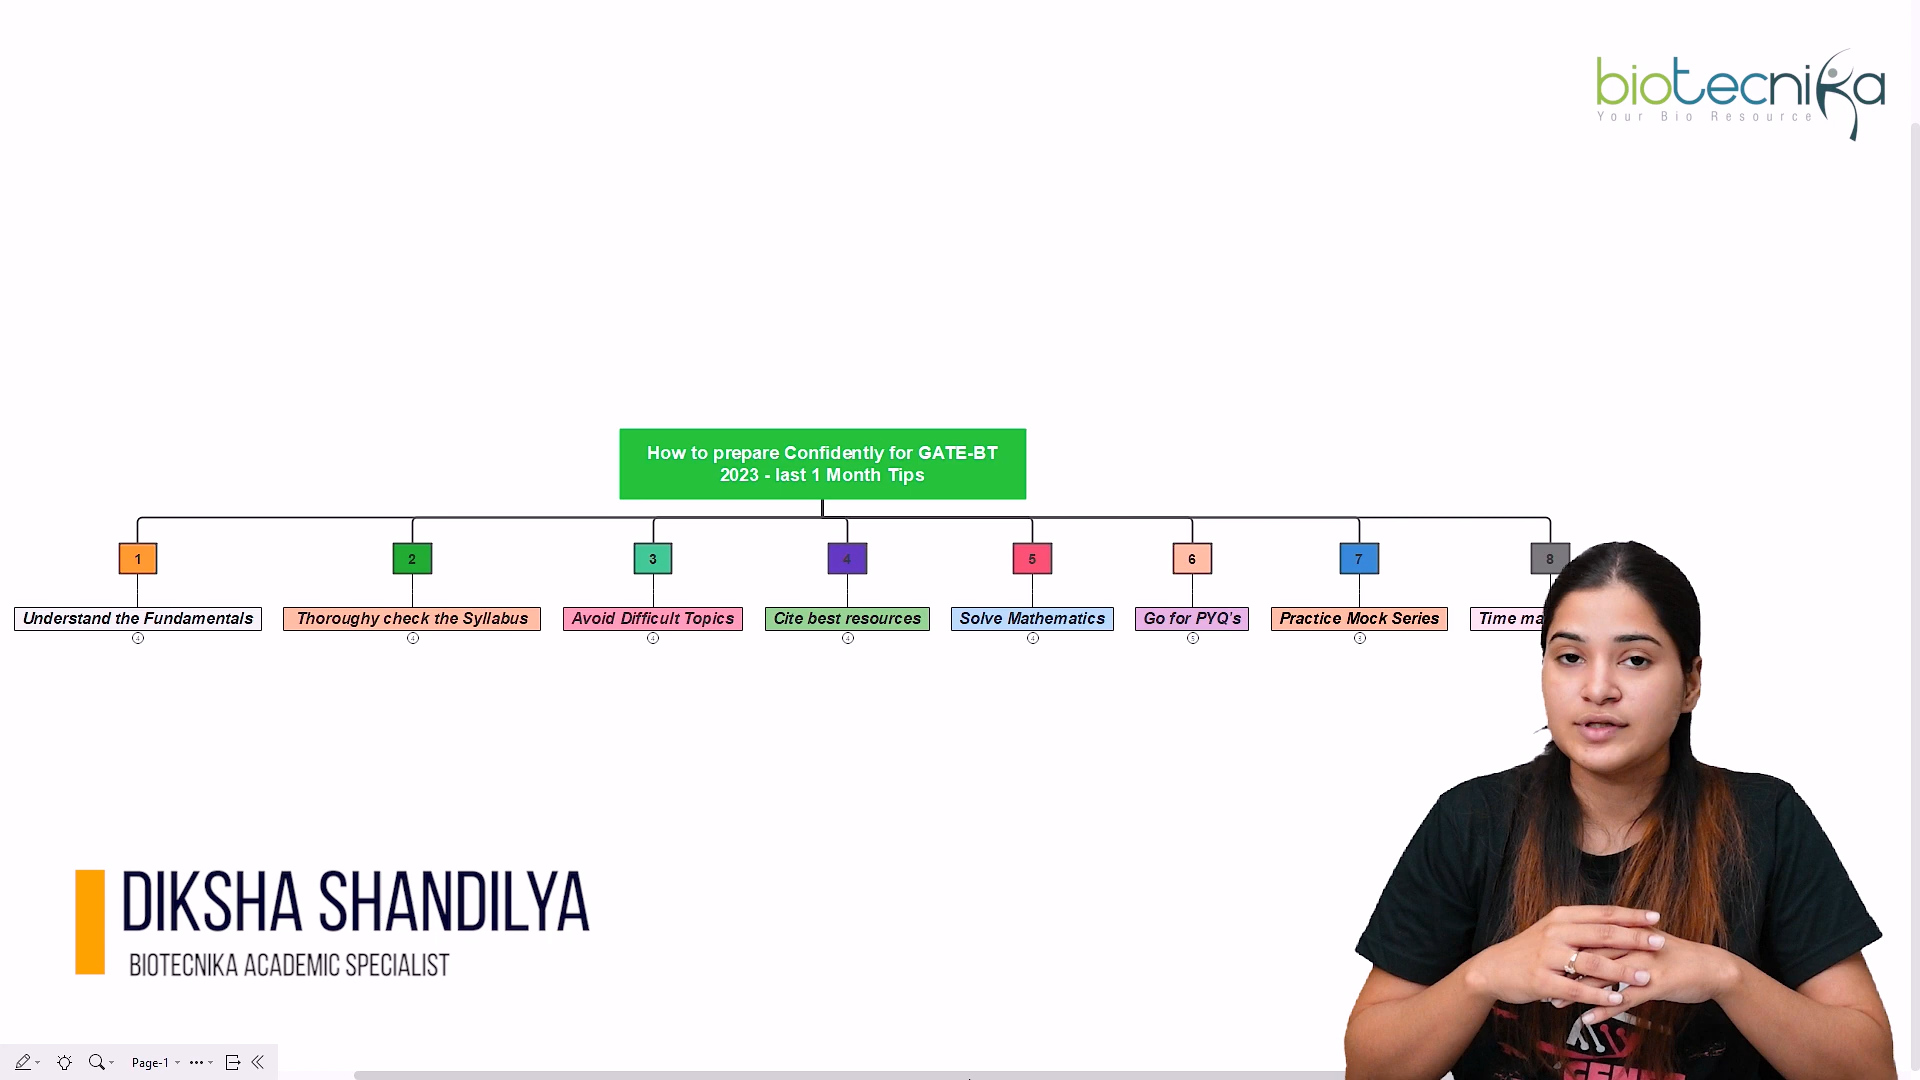 biotecnika
Your Bio Resource
How to prepare Confidently for GATE-BT
2023 - last 1 Month Tips
1 2 3 4 5 6 7 8
Understand the Fundamentals
Thoroughy check the Syllabus
Avoid Difficult Topics
Cite best resources
Solve Mathematics
Go for PYQ's
Practice Mock Series
Time
DIKSHA SHANDILYA
BIOTECNIKA ACADEMIC SPECIALIST
Page-1